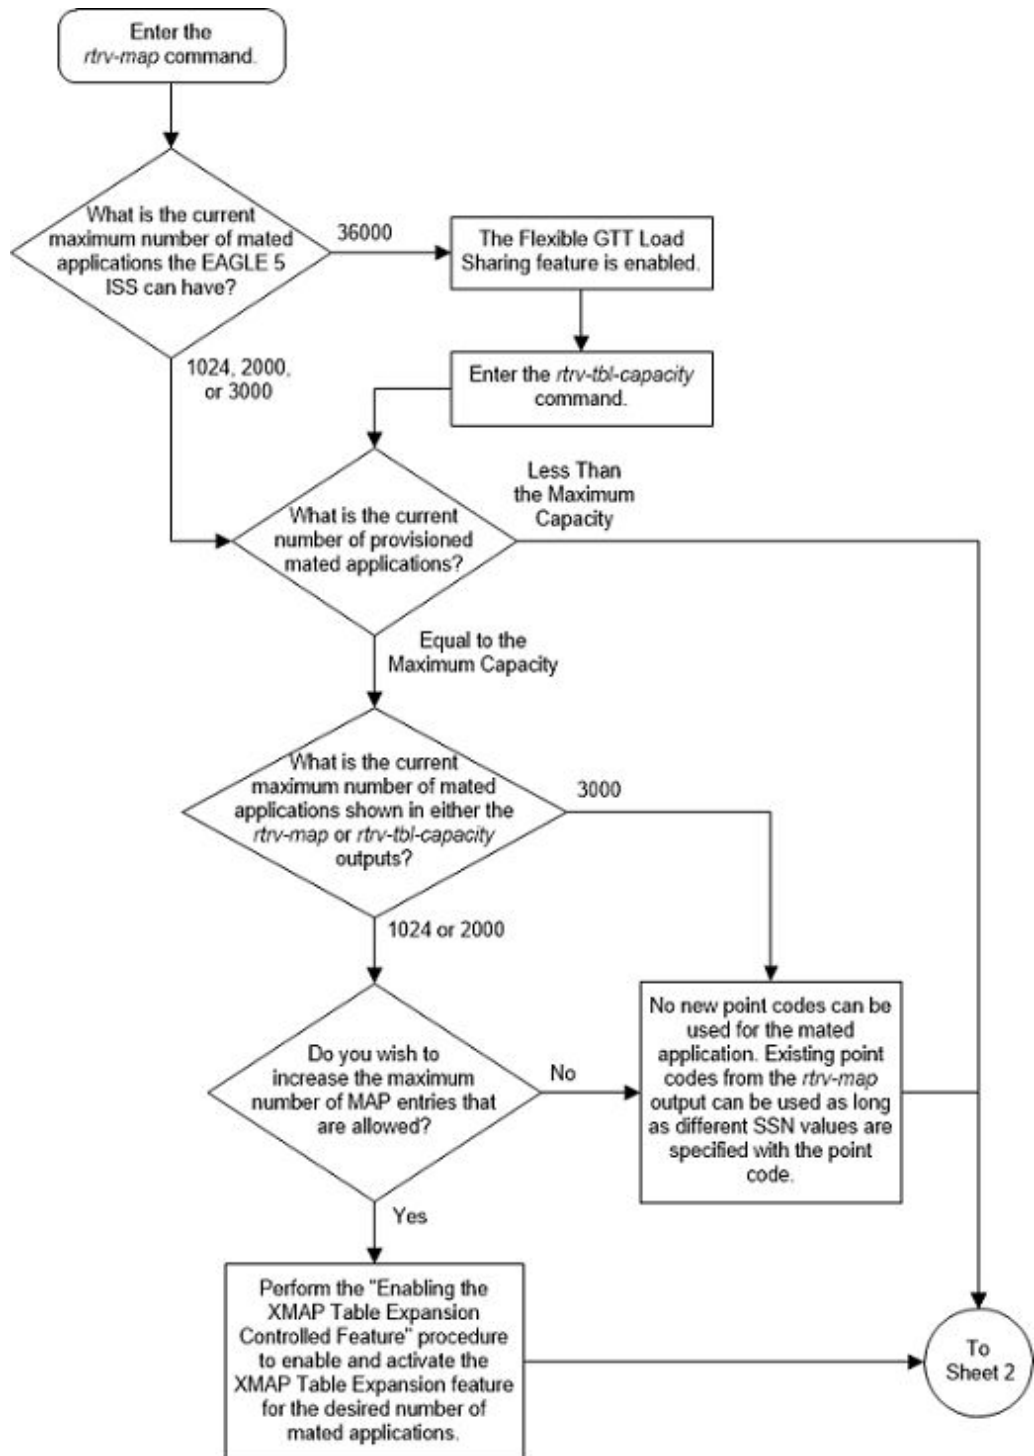 Enter the
rtrv-map command.
What is the current
maximum number of mated
applications the EAGLE 5
ISS can have?
36000
The Flexible GTT Load
Sharing feature is enabled.
1024, 2000,
or 3000
Enter the rtrv-tbl-capacity
command.
What is the current
number of provisioned
mated applications?
Less Than
the Maximum
Capacity
Equal to the
Maximum Capacity
What is the current
maximum number of mated
applications shown in either the
rtrv-map or rtrv-tbl-capacity
outputs?
3000
1024 or 2000
Do you wish to
increase the maximum
number of MAP entries that
are allowed?
No
No new point codes can be
used for the mated
application. Existing point
codes from the rtrv-map
output can be used as long
as different SSN values are
specified with the point
code.
Yes
Perform the "Enabling the
XMAP Table Expansion
Controlled Feature" procedure
to enable and activate the
XMAP Table Expansion feature
for the desired number of
mated applications.
To
Sheet 2